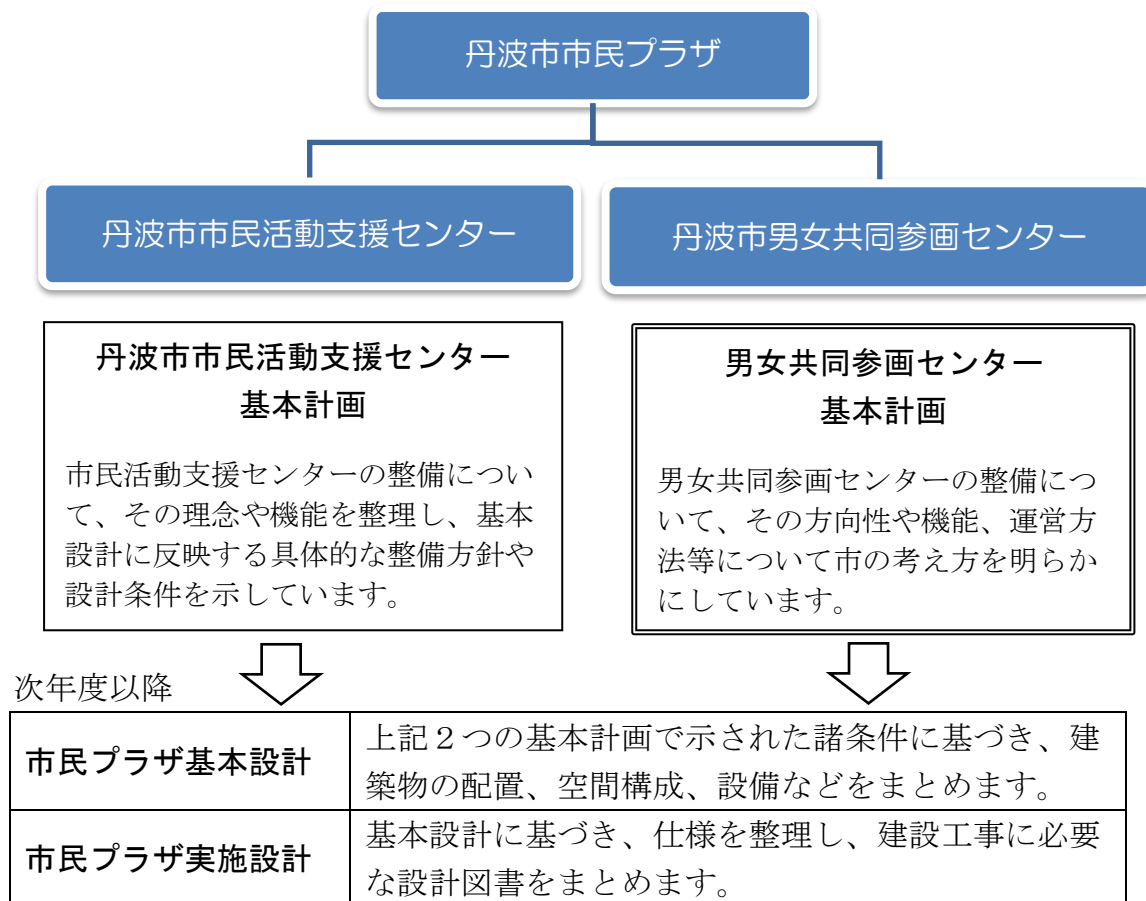 丹波市市民プラザ
丹波市市民活動支援センター
丹波市男女共同参画センター
丹波市市民活動支援センター
基本計画
市民活動支援センターの整備につい
て、その理念や機能を整理し、基本
設計に反映する具体的な整備方針や
設計条件を示しています。
男女共同参画センター
基本計画
男女共同参画センターの整備につ
いて、その方向性や機能、運営方
法等について市の考え方を明らか
にしています。
次年度以降
市民プラザ基本設計
上記２つの基本計画で示された諸条件に基づき、建
築物の配置、空間構成、設備などをまとめます。
市民プラザ実施設計
基本設計に基づき、仕様を整理し、建設工事に必要
な設計図書をまとめます。